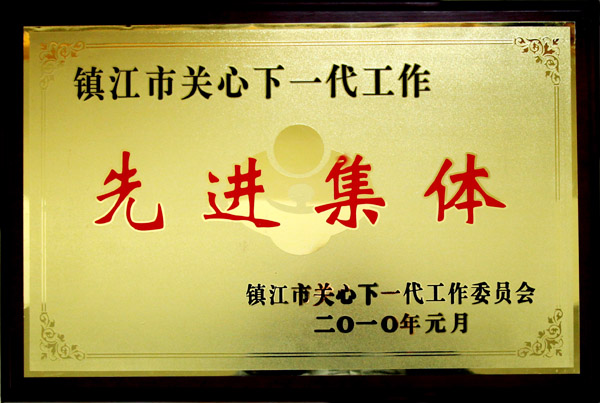 镇江市关心下一代工作
先进集体
镇江市关心下一代工作委员会
二〇一〇年元月